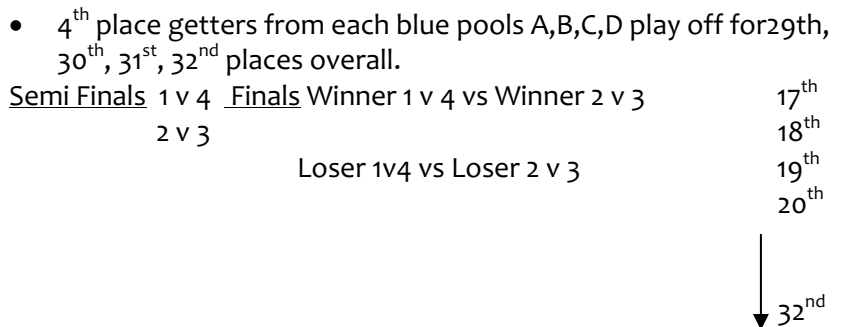 • 4th place getters from each blue pools A,B,C,D play off for29th,
30th, 31st, 32nd places overall.
Semi Finals 1 v 4 Finals Winner 1 v 4 vs Winner 2 v 3 17th
2 v 3 18th
Loser 1v4 vs Loser 2 v 3 19th
20th
32nd